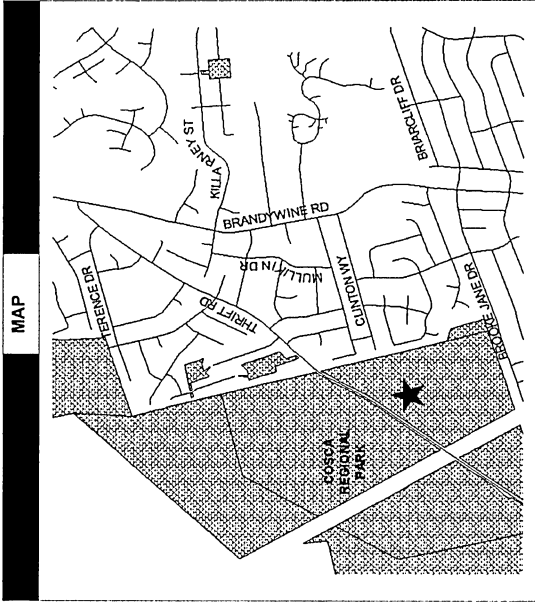 MAP
TERENCE DR
KILLARNEY ST
BRANDYWINE RD
MULLIKIN DR
THRIFT RD
CLINTON WY
BRIARCLIFF DR
BROOKE JANE DR
COSCA
REGIONAL
PARK